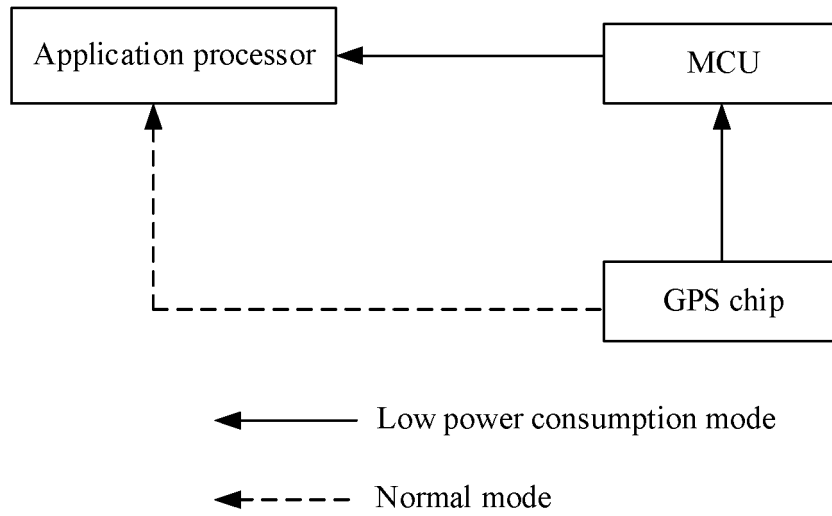 Application processor
MCU
GPS chip
Low power consumption mode
Normal mode